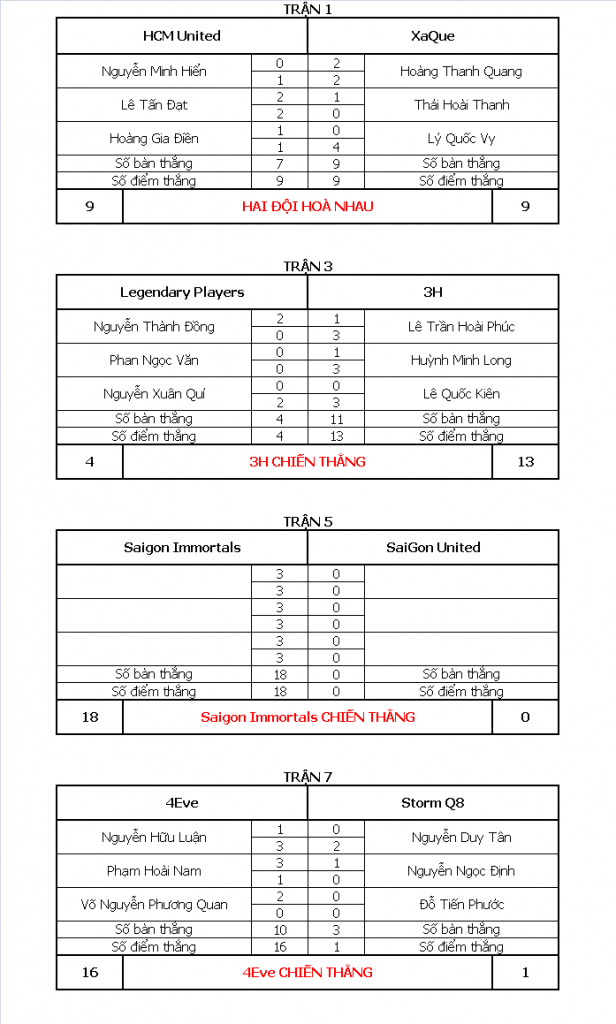 TRẬN 1
HCM United XaQue
Nguyễn Minh Hiển 0 2 Hoàng Thanh Quang
1 2
Lê Tấn Đạt 2 1 Thái Hoài Thanh
2 0
Hoàng Gia Điền 1 0 Lý Quốc Vy
1 4
Số bàn thắng 7 9 Số bàn thắng
Số điểm thắng 9 9 Số điểm thắng
9 HAI ĐỘI HOÀ NHAU 9
TRẬN 3
Legendary Players 3H
Nguyễn Thành Đồng 2 1 Lê Trần Hoài Phúc
0 3
Phan Ngọc Văn 0 1 Huỳnh Minh Long
0 3
Nguyễn Xuân Quí 0 0 Lê Quốc Kiên
2 3
Số bàn thắng 4 11 Số bàn thắng
Số điểm thắng 4 13 Số điểm thắng
4 3H CHIẾN THẮNG 13
TRẬN 5
Saigon Immortals SaiGon United
3 0
3 0
3 0
3 0
3 0
3 0
Số bàn thắng 18 0 Số bàn thắng
Số điểm thắng 18 0 Số điểm thắng
18 Saigon Immortals CHIẾN THẮNG 0
TRẬN 7
4Eve Storm Q8
Nguyễn Hữu Luận 1 0 Nguyễn Duy Tân
3 2
Phạm Hoài Nam 3 1 Nguyễn Ngọc Định
1 0
Võ Nguyễn Phương Quan 2 0 Đỗ Tiến Phước
0 0
Số bàn thắng 10 3 Số bàn thắng
Số điểm thắng 16 1 Số điểm thắng
16 4Eve CHIẾN THẮNG 1